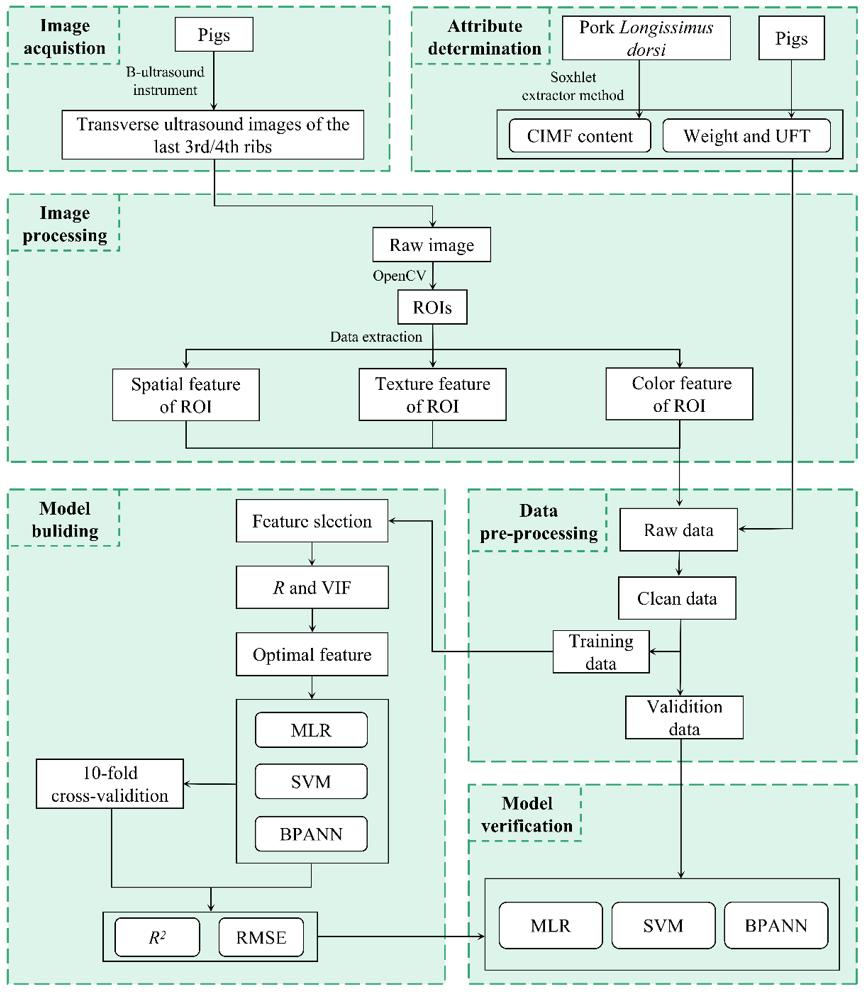 Image
acquistion
Pigs
B-ultrasound
instrument
Transverse ultrasound images of the
last 3rd/4th ribs
Attribute
determination
Pork Longissimus
dorsi
Pigs
Soxhlet
extractor method
CIMF content
Weight and UFT
Image
processing
Raw image
OpenCV
ROIs
Data extraction
Spatial feature
of ROI
Texture feature
of ROI
Color feature
of ROI
Model
buliding
Feature slection
R and VIF
Optimal feature
MLR
SVM
BPANN
10-fold
cross-validition
R²
RMSE
Data
pre-processing
Raw data
Clean data
Training
data
Validition
data
Model
verification
MLR
SVM
BPANN